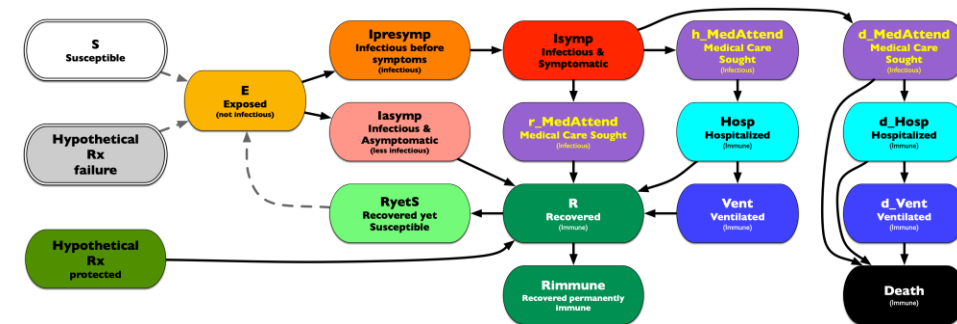 S
Susceptible
Hypothetical
Rx
failure
Hypothetical
Rx
protected
E
Exposed
(not infectious)
Ipresymp
Infectious before
symptoms
(infectious)
Iasymp
Infectious &
Asymptomatic
(less infectious)
RyetS
Recovered yet
Susceptible
Isymp
Infectious &
Symptomatic
r_MedAttend
Medical Care Sought
(Infectious)
R
Recovered
(Immune)
Rimmune
Recovered permanently
immune
h_MedAttend
Medical Care
Sought
(Infectious)
Hosp
Hospitalized
(Immune)
Vent
Ventilated
(Immune)
d_MedAttend
Medical Care
Sought
(Infectious)
d_Hosp
Hospitalized
(Immune)
d_Vent
Ventilated
(Immune)
Death
(Immune)